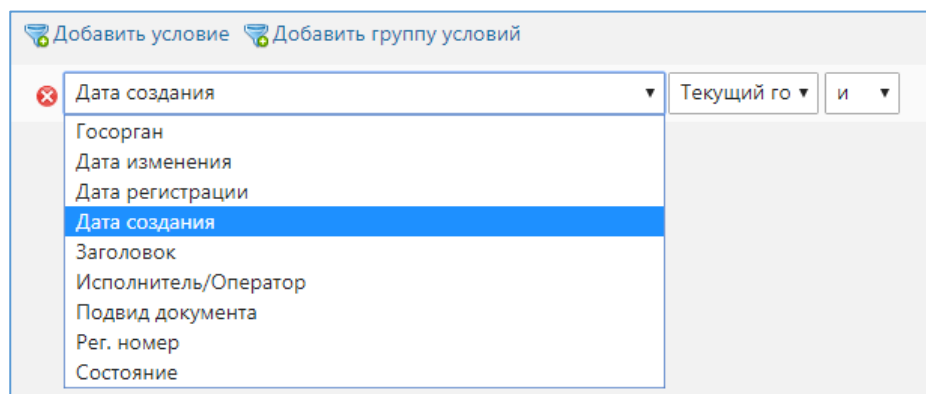 Добавить условие Добавить группу условий
Дата создания Текущий го и
Госорган
Дата изменения
Дата регистрации
Дата создания
Заголовок
Исполнитель/Оператор
Подвид документа
Рег. номер
Состояние